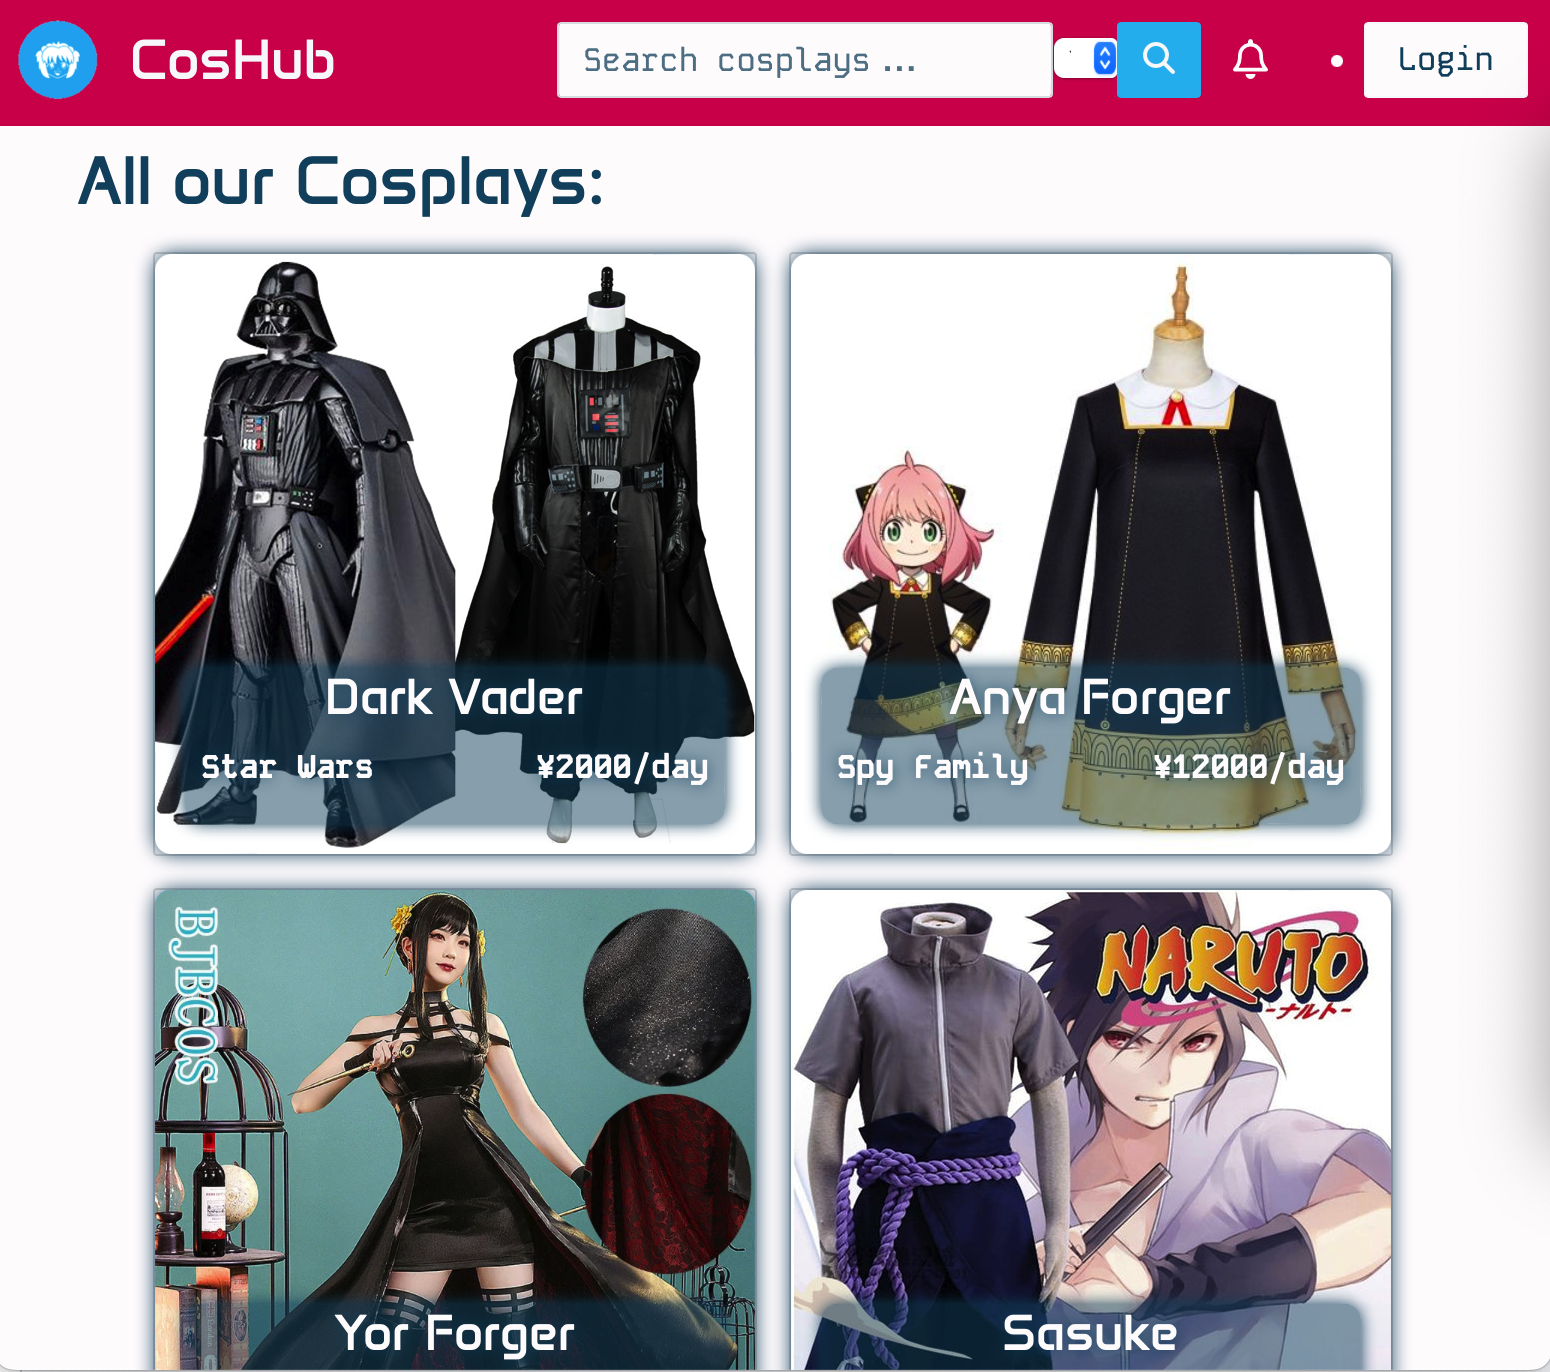 CosHub
Search cosplays ...
Login
All our Cosplays:
Dark Vader
Star Wars ¥2000/day
Anya Forger
Spy Family ¥12000/day
BJBCOS
Yor Forger
NARUTO
-ナルト-
Sasuke